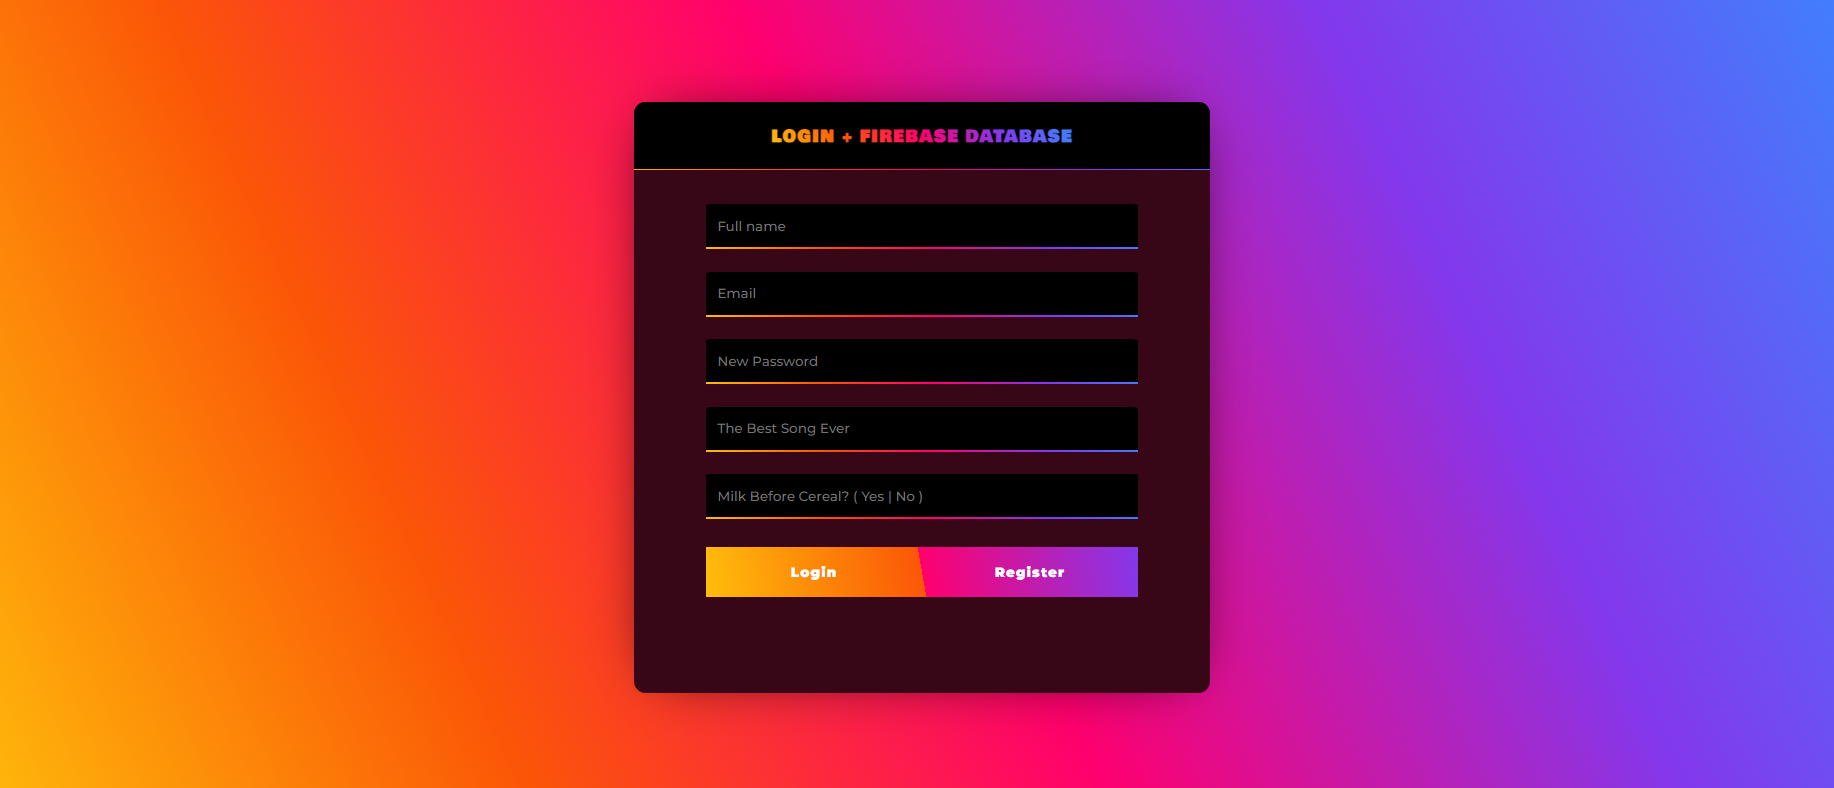 LOGIN + FIREBASE DATABASE
Full name
Email
New Password
The Best Song Ever
Milk Before Cereal? ( Yes | No )
Login Register